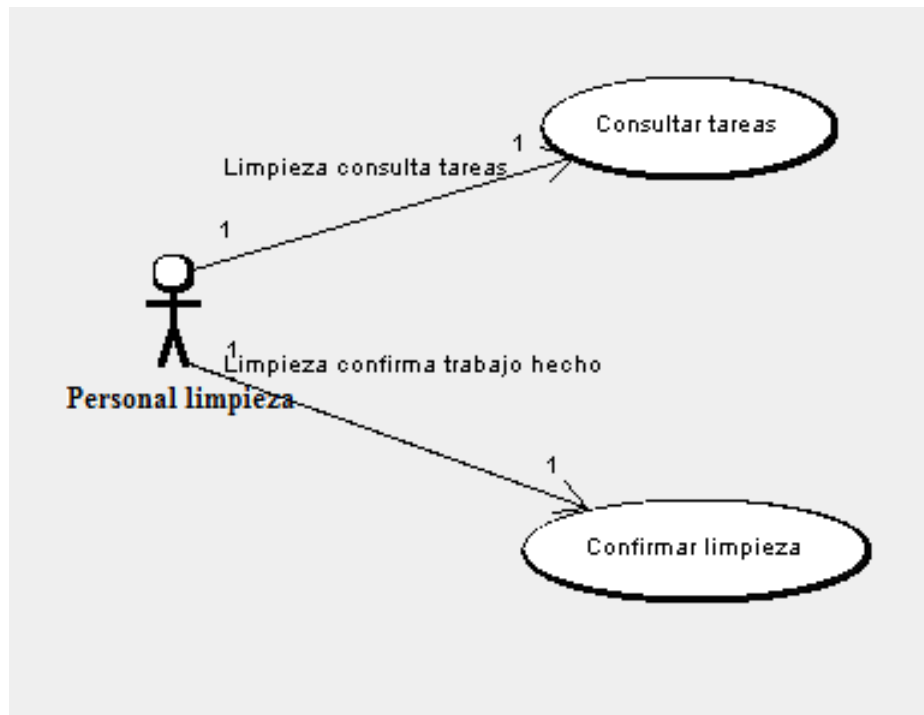 Consultar tareas
1
Limpieza consulta tareas
1
1
Limpieza confirma trabajo hecho
Personal limpieza
1
Confirmar limpieza